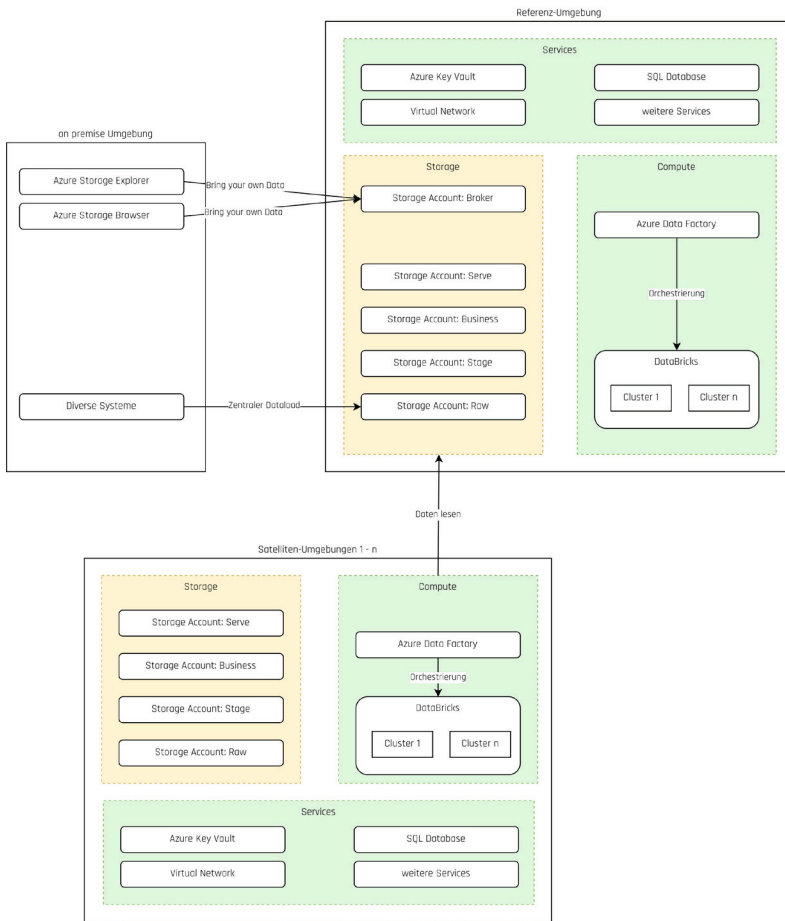 Referenz-Umgebung
Services
Azure Key Vault
SQL Database
Virtual Network
weitere Services
on premise Umgebung
Azure Storage Explorer
Azure Storage Browser
Diverse Systeme
Bring your own Data
Bring your own Data
Zentraler Dataload
Storage
Storage Account: Broker
Storage Account: Serve
Storage Account: Business
Storage Account: Stage
Storage Account: Raw
Compute
Azure Data Factory
Orchestrierung
DataBricks
Cluster 1
Cluster n
Daten lesen
Satelliten-Umgebungen 1 - n
Storage
Storage Account: Serve
Storage Account: Business
Storage Account: Stage
Storage Account: Raw
Compute
Azure Data Factory
Orchestrierung
DataBricks
Cluster 1
Cluster n
Services
Azure Key Vault
SQL Database
Virtual Network
weitere Services